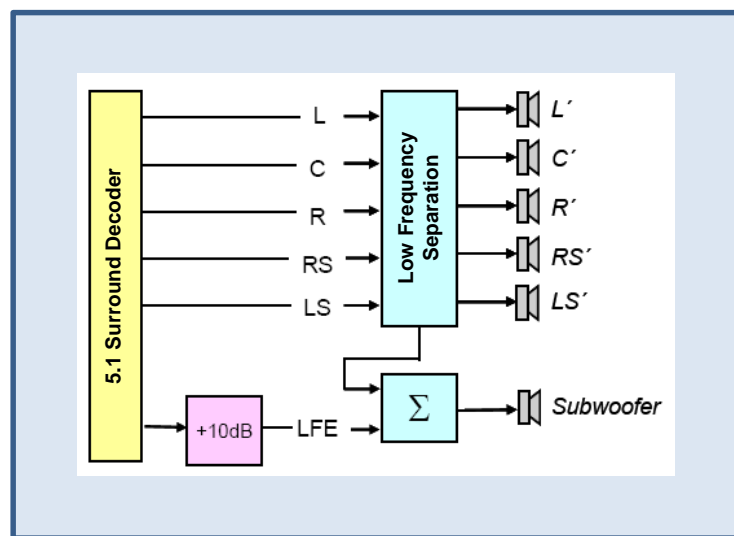 5.1 Surround Decoder
L
C
R
RS
LS
Low Frequency
Separation
L´
C´
R´
RS´
LS´
+10dB
LFE
Σ
Subwoofer